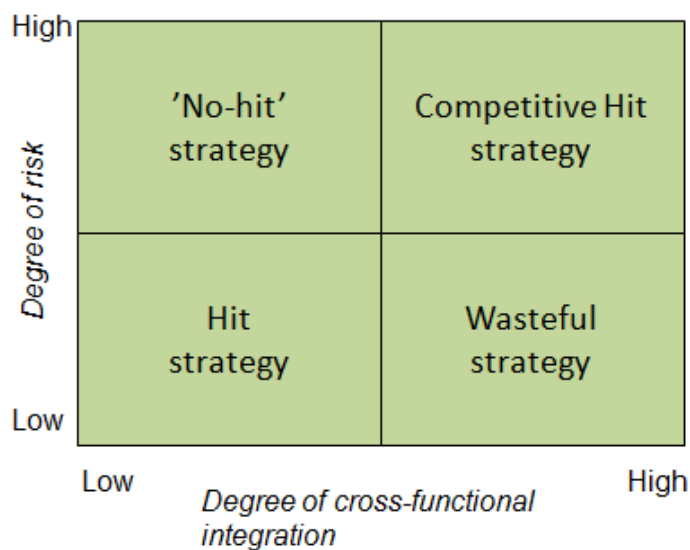 High
’No-hit’
strategy
Competitive Hit
strategy
Degree of risk
Hit
strategy
Wasteful
strategy
Low
Low
High
Degree of cross-functional
integration